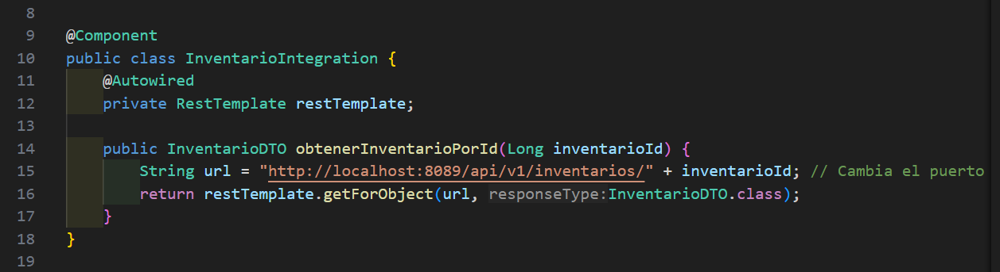 8
9 @Component
10 public class InventarioIntegration {
11 @Autowired
12 private RestTemplate restTemplate;
13
14 public InventarioDTO obtenerInventarioPorId(Long inventarioId) {
15 String url = "http://localhost:8089/api/v1/inventarios/" + inventarioId; // Cambia el puerto
16 return restTemplate.getForObject(url, responseType:InventarioDTO.class);
17 }
18 }
19